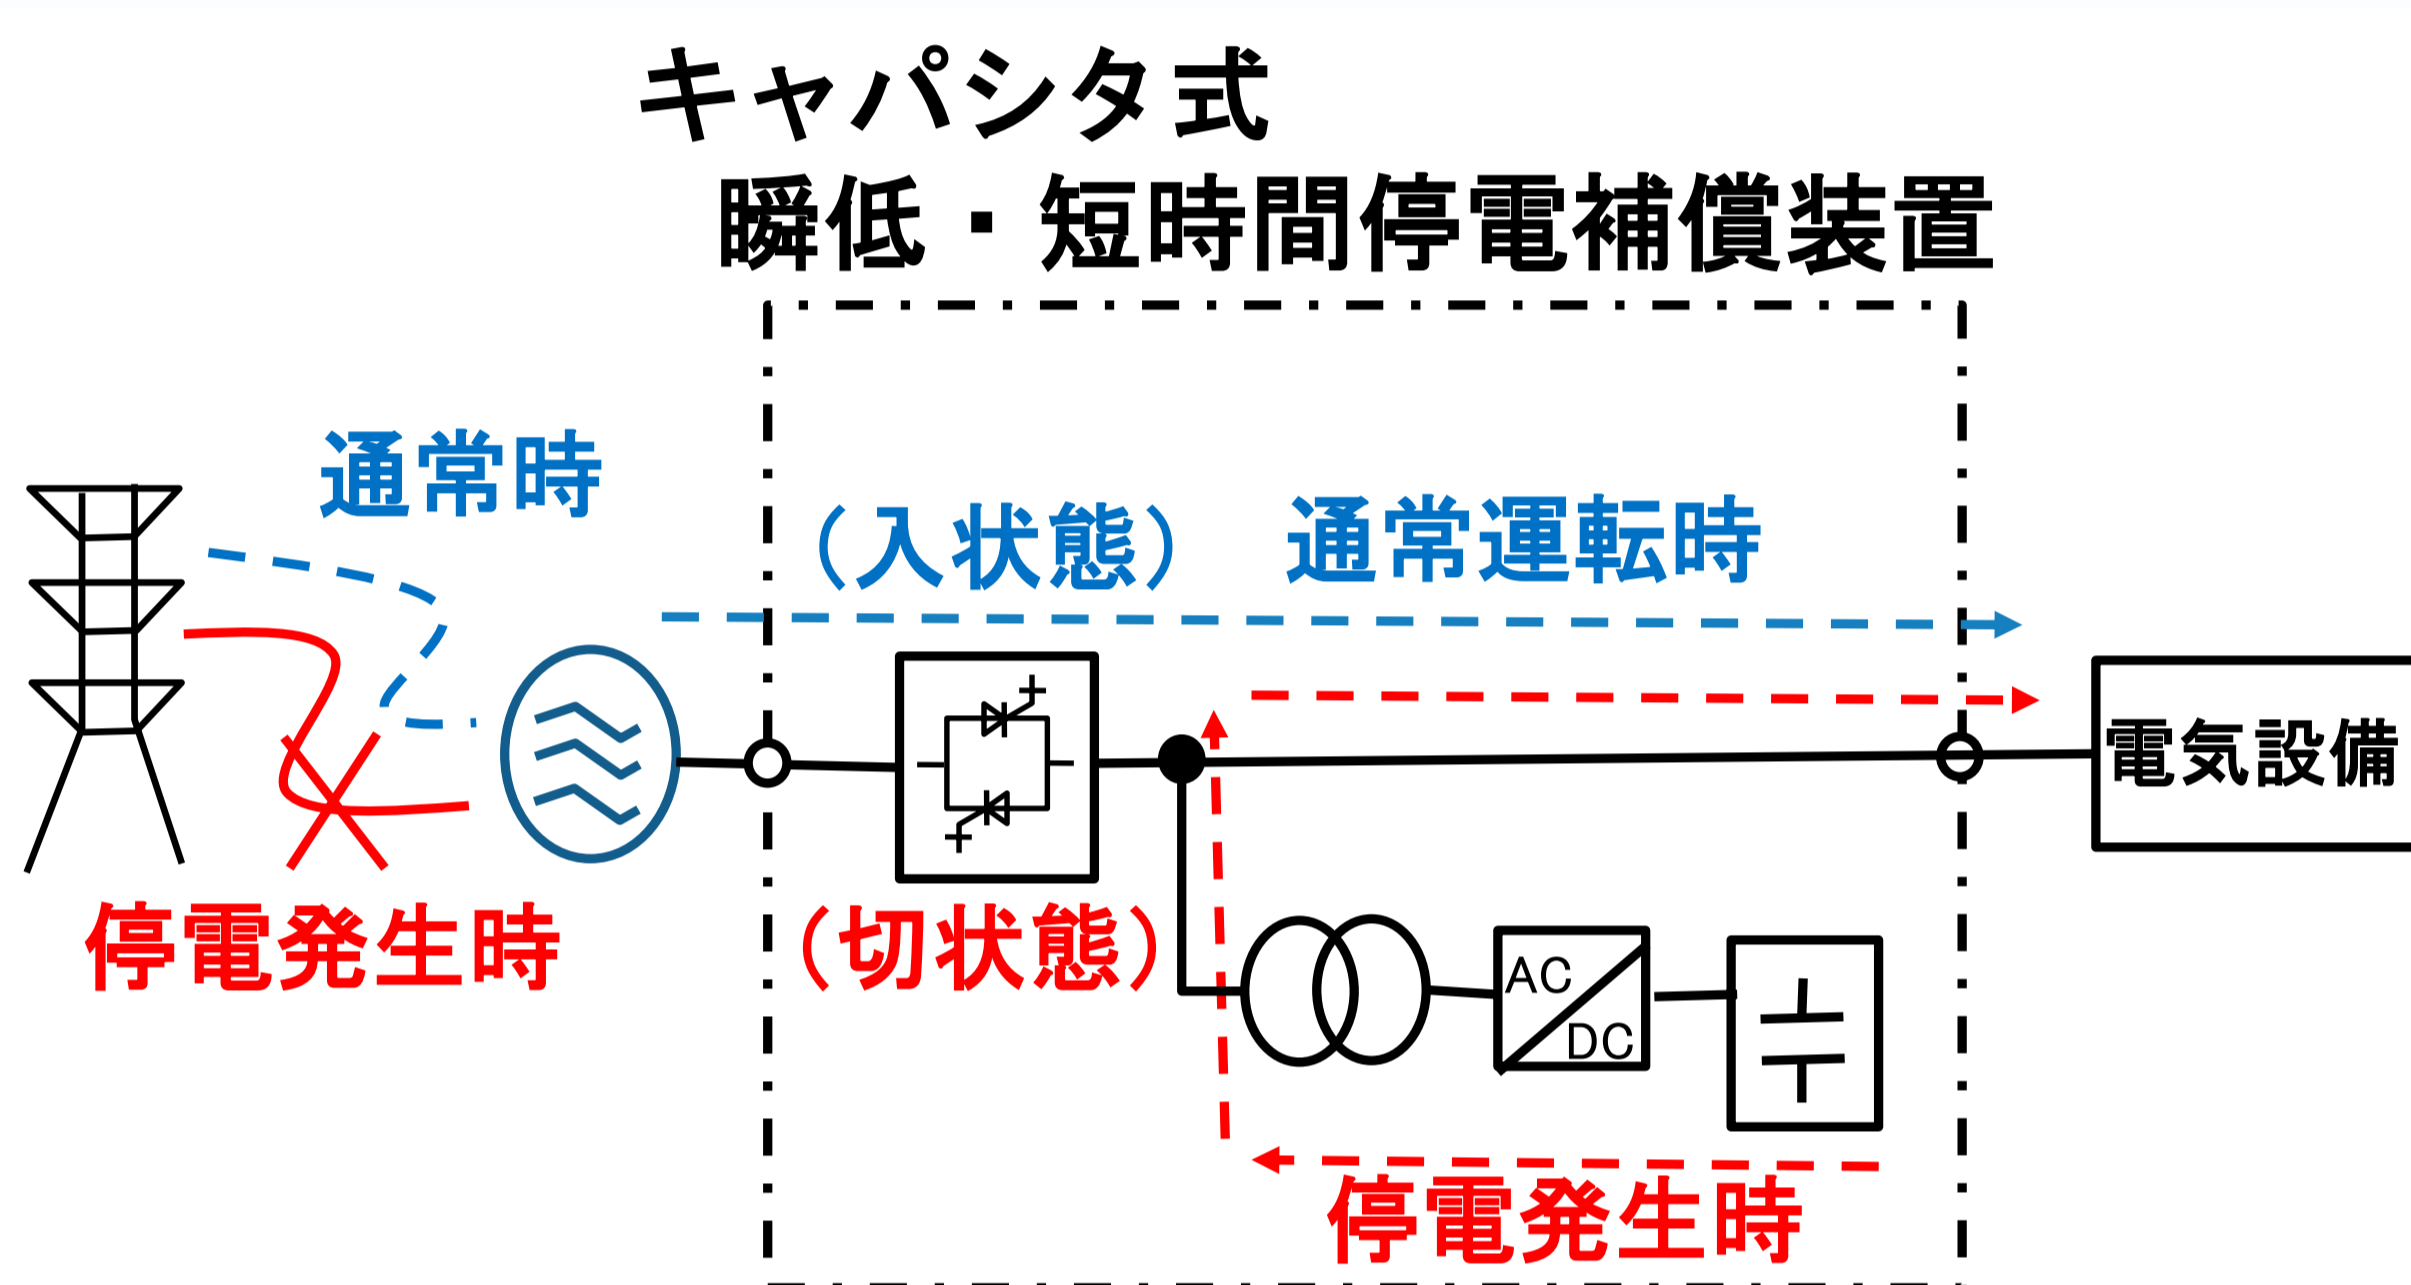 キャパシタ式
瞬低・短時間停電補償装置
通常時
（入状態）
通常運転時
電気設備
停電発生時
（切状態）
AC
DC
停電発生時